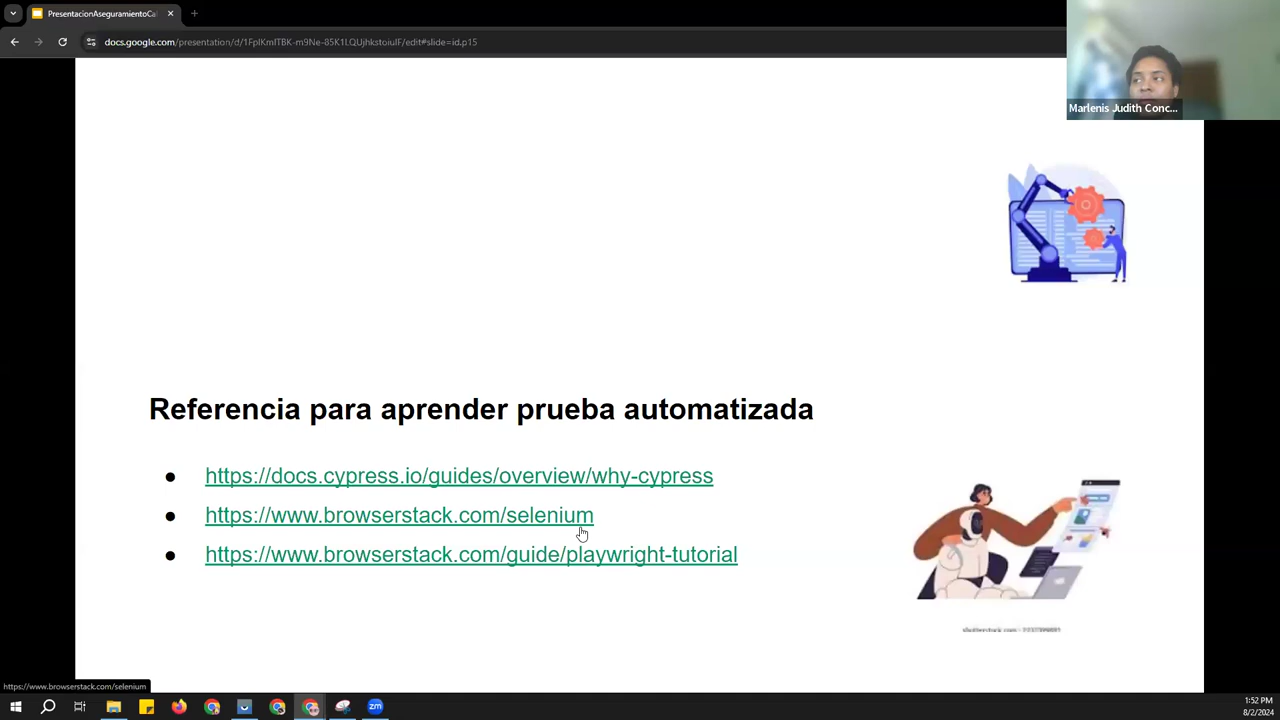 PresentacionAseguramientoCa
docs.google.com/presentation/d/1FpIKmITBK-m9Ne-85K1LQUjhkstoiuIF/edit#slide=id.p15
Marlenis Judith Conc...
Referencia para aprender prueba automatizada
● https://docs.cypress.io/guides/overview/why-cypress
● https://www.browserstack.com/selenium
● https://www.browserstack.com/guide/playwright-tutorial
https://www.browserstack.com/selenium
1:52 PM
8/2/2024